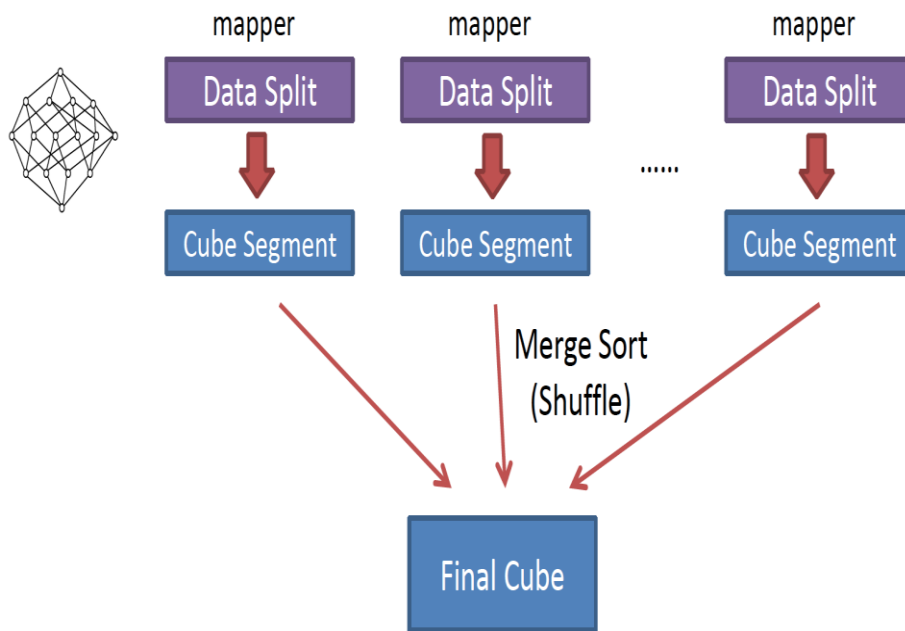 mapper mapper mapper
Data Split Data Split Data Split
......
Cube Segment Cube Segment Cube Segment
Merge Sort
(Shuffle)
Final Cube